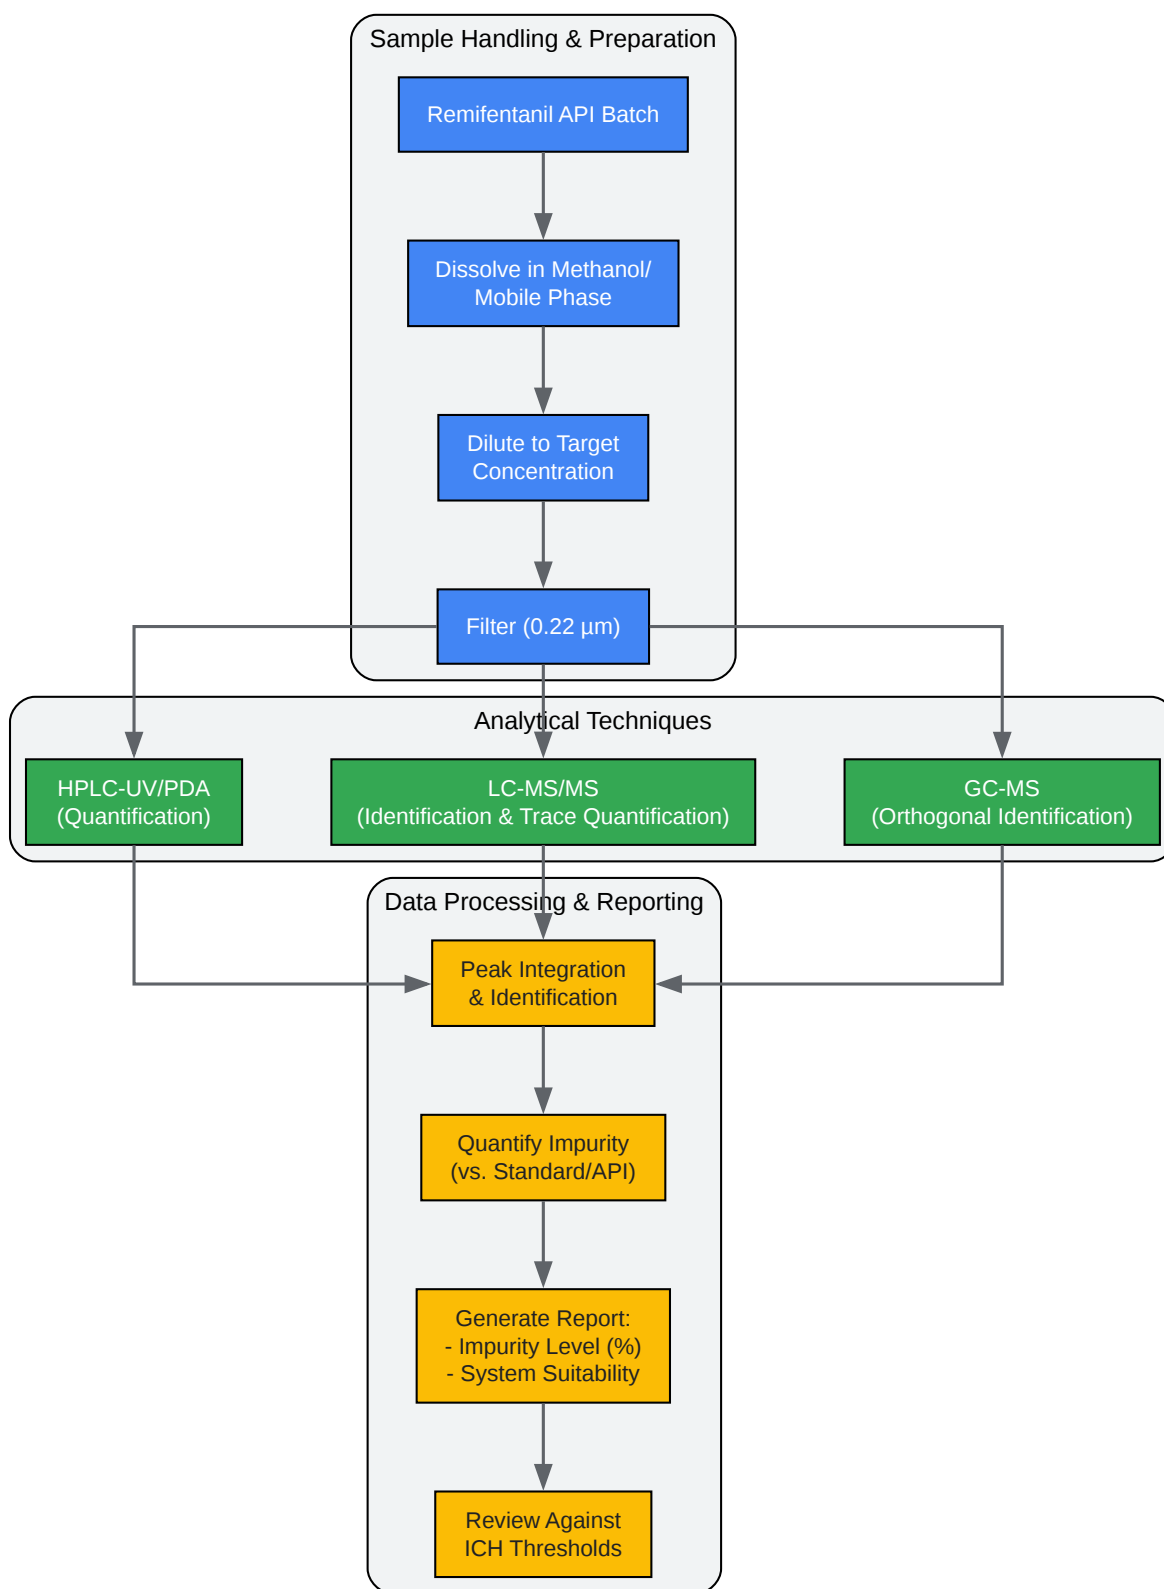 Sample Handling & Preparation
Remifentanil API Batch
Dissolve in Methanol/
Mobile Phase
Dilute to Target
Concentration
Filter (0.22 µm)
Analytical Techniques
HPLC-UV/PDA
(Quantification)
LC-MS/MS
(Identification & Trace Quantification)
GC-MS
(Orthogonal Identification)
Data Processing & Reporting
Peak Integration
& Identification
Quantify Impurity
(vs. Standard/API)
Generate Report:
- Impurity Level (%)
- System Suitability
Review Against
ICH Thresholds